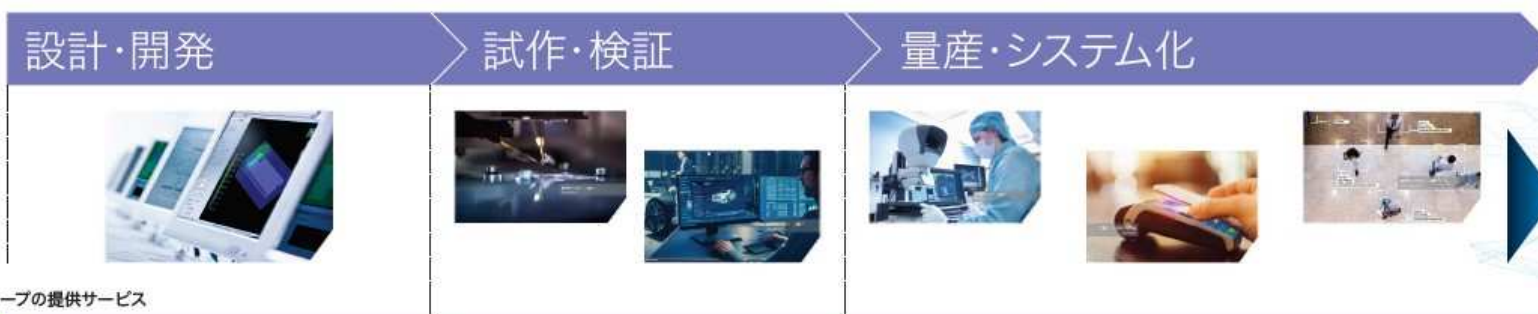 設計・開発
試作・検証
量産・システム化
ープの提供サービス